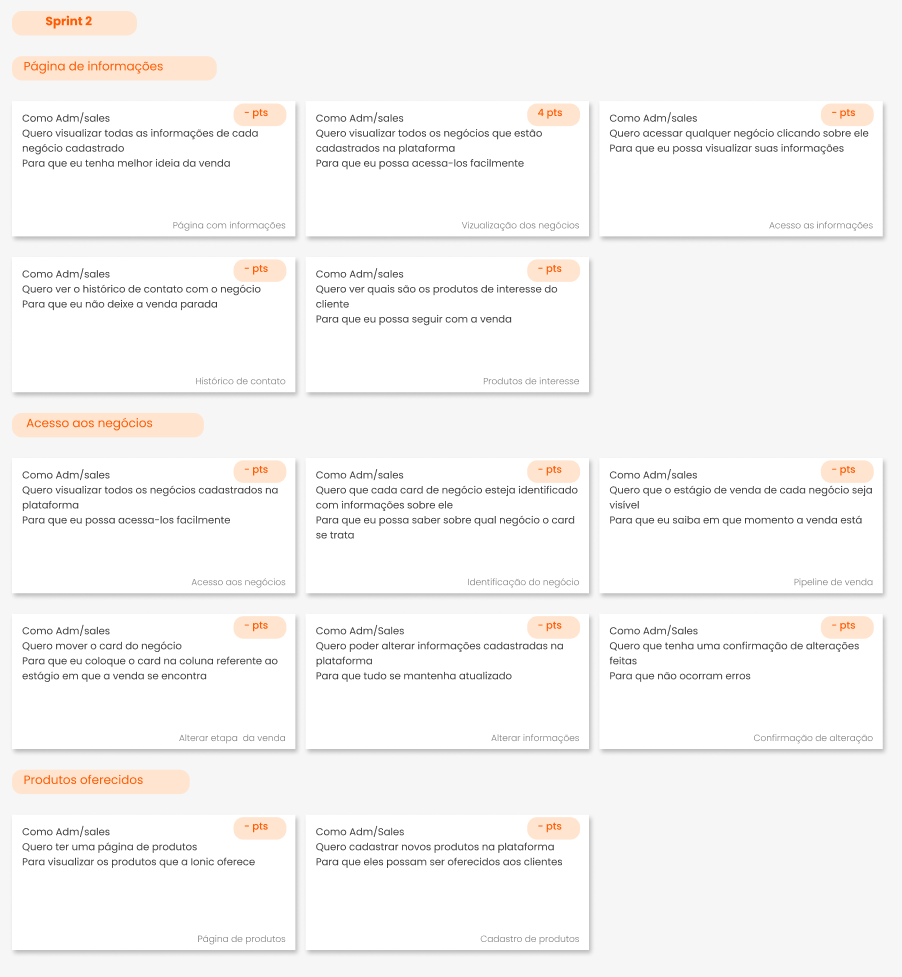 Sprint 2
Página de informações
- pts
Como Adm/sales
Quero visualizar todas as informações de cada
negócio cadastrado
Para que eu tenha melhor ideia da venda
Página com informações
4 pts
Como Adm/sales
Quero visualizar todos os negócios que estão
cadastrados na plataforma
Para que eu possa acessa-los facilmente
Vizualização dos negócios
- pts
Como Adm/sales
Quero acessar qualquer negócio clicando sobre ele
Para que eu possa visualizar suas informações
Acesso as informações
- pts
Como Adm/sales
Quero ver o histórico de contato com o negócio
Para que eu não deixe a venda parada
Histórico de contato
- pts
Como Adm/sales
Quero ver quais são os produtos de interesse do
cliente
Para que eu possa seguir com a venda
Produtos de interesse
Acesso aos negócios
- pts
Como Adm/sales
Quero visualizar todos os negócios cadastrados na
plataforma
Para que eu possa acessa-los facilmente
Acesso aos negócios
- pts
Como Adm/sales
Quero que cada card de negócio esteja identificado
com informações sobre ele
Para que eu possa saber sobre qual negócio o card
se trata
Identificação do negócio
- pts
Como Adm/sales
Quero que o estágio de venda de cada negócio seja
visível
Para que eu saiba em que momento a venda está
Pipeline de venda
- pts
Como Adm/sales
Quero mover o card do negócio
Para que eu coloque o card na coluna referente ao
estágio em que a venda se encontra
Alterar etapa  da venda
- pts
Como Adm/Sales
Quero poder alterar informações cadastradas na
plataforma
Para que tudo se mantenha atualizado
Alterar informações
- pts
Como Adm/Sales
Quero que tenha uma confirmação de alterações
feitas
Para que não ocorram erros
Confirmação de alteração
Produtos oferecidos
- pts
Como Adm/sales
Quero ter uma página de produtos
Para visualizar os produtos que a Ionic oferece
Página de produtos
- pts
Como Adm/Sales
Quero cadastrar novos produtos na plataforma
Para que eles possam ser oferecidos aos clientes
Cadastro de produtos